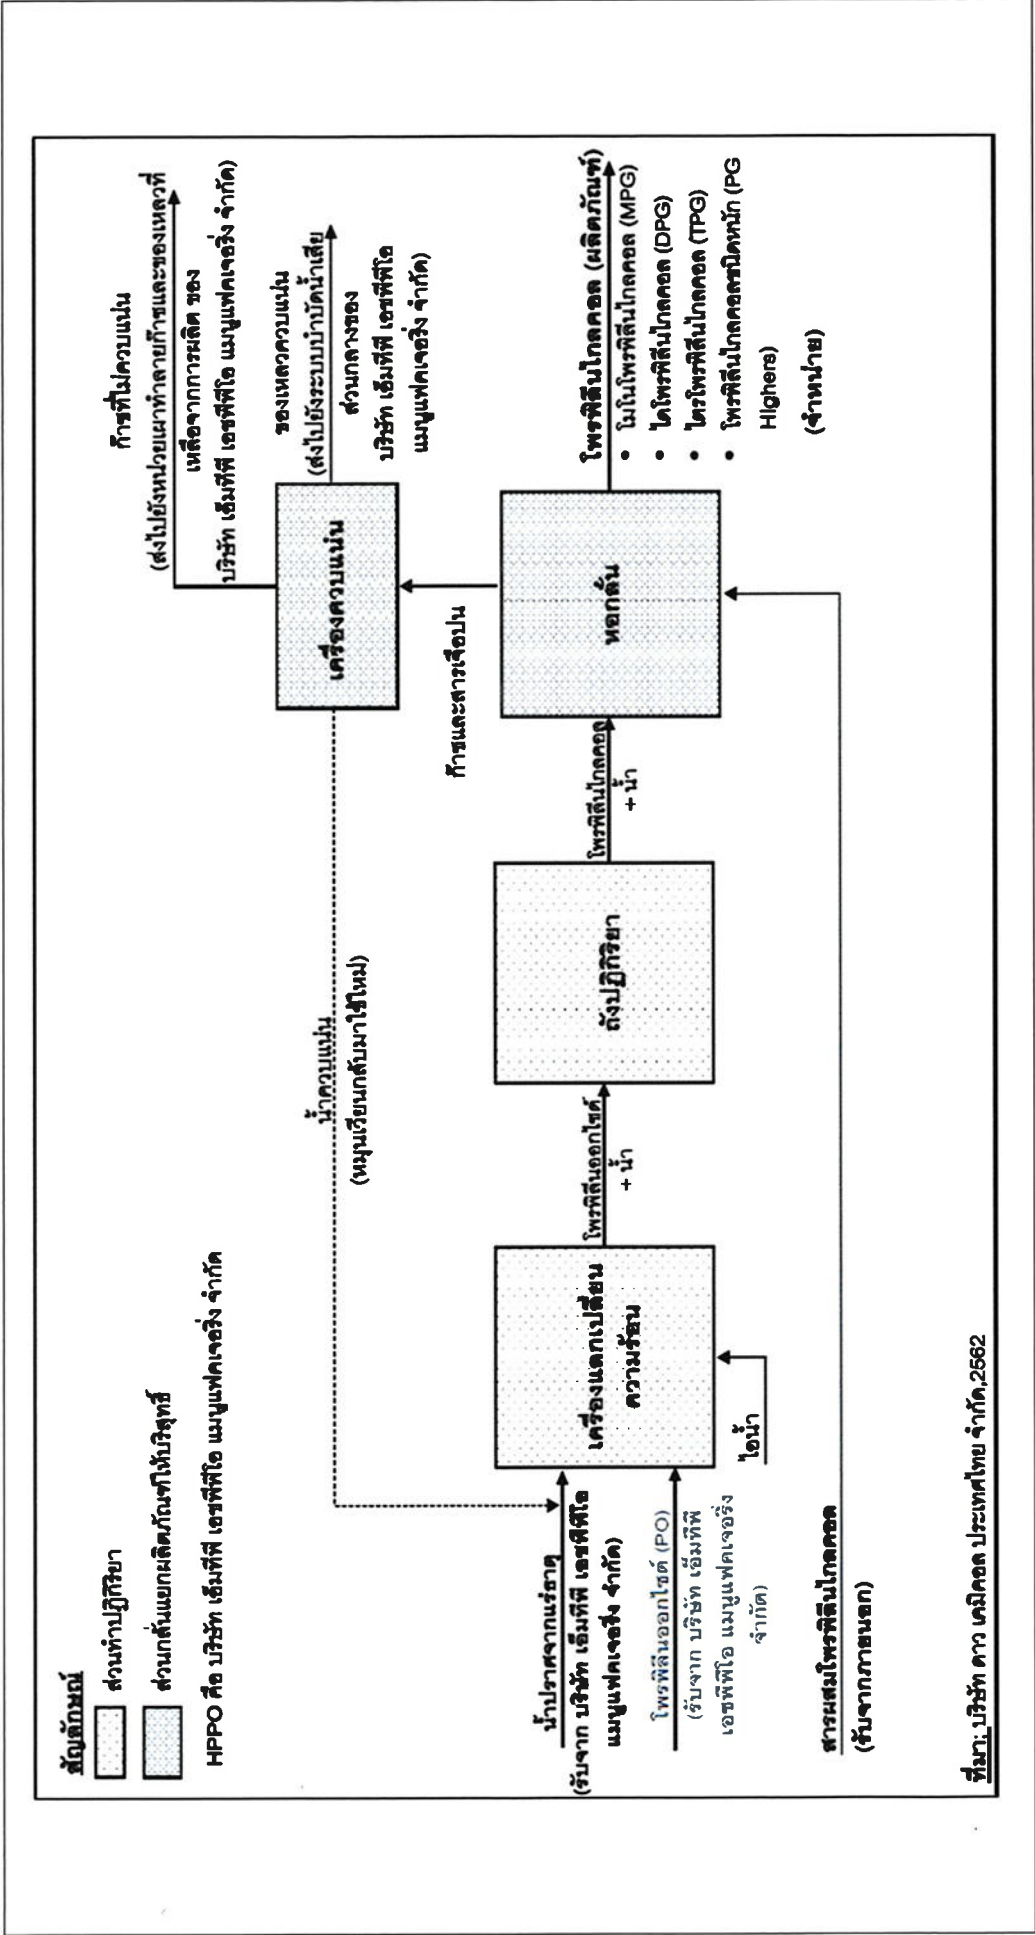 สัญลักษณ์
ส่วนทำปฏิกิริยา
ส่วนกลั่นแยกผลิตภัณฑ์ให้บริสุทธิ์
HPPO คือ บริษัท เอ็มทีพี เอชพีพีโอ แมนูแฟคเจอริ่ง จำกัด
ก๊าซที่ไม่ควบแน่น
(ส่งไปยังหน่วยเผาทำลายก๊าซและของเหลวที่
เหลือจากการผลิต ของ
บริษัท เอ็มทีพี เอชพีพีโอ แมนูแฟคเจอริ่ง จำกัด)
ของเหลวควบแน่น
(ส่งไปยังระบบบำบัดน้ำเสีย
ส่วนกลางของ
บริษัท เอ็มทีพี เอชพีพีโอ
แมนูแฟคเจอริ่ง จำกัด)
เครื่องควบแน่น
น้ำควบแน่น
(หมุนเวียนกลับมาใช้ใหม่)
ก๊าซและสารเจือปน
น้ำปราศจากแร่ธาตุ
(รับจาก บริษัท เอ็มทีพี เอชพีพีโอ
แมนูแฟคเจอริ่ง จำกัด)
โพรพิลีนออกไซด์ (PO)
(รับจาก บริษัท เอ็มทีพี
เอชพีพีโอ แมนูแฟคเจอริ่ง
จำกัด)
เครื่องแลกเปลี่ยน
ความร้อน
ไอน้ำ
โพรพิลีนออกไซด์
+ น้ำ
ถังปฏิกิริยา
โพรพิลีนไกลคอล
+ น้ำ
หอกลั่น
โพรพิลีนไกลคอล (ผลิตภัณฑ์)
• โมโนโพรพิลีนไกลคอล (MPG)
• ไดโพรพิลีนไกลคอล (DPG)
• ไตรโพรพิลีนไกลคอล (TPG)
• โพรพิลีนไกลคอลชนิดหนัก (PG
Highers)
(จำหน่าย)
สารผสมโพรพิลีนไกลคอล
(รับจากภายนอก)
ที่มา: บริษัท ดาว เคมิคอล ประเทศไทย จำกัด,2562